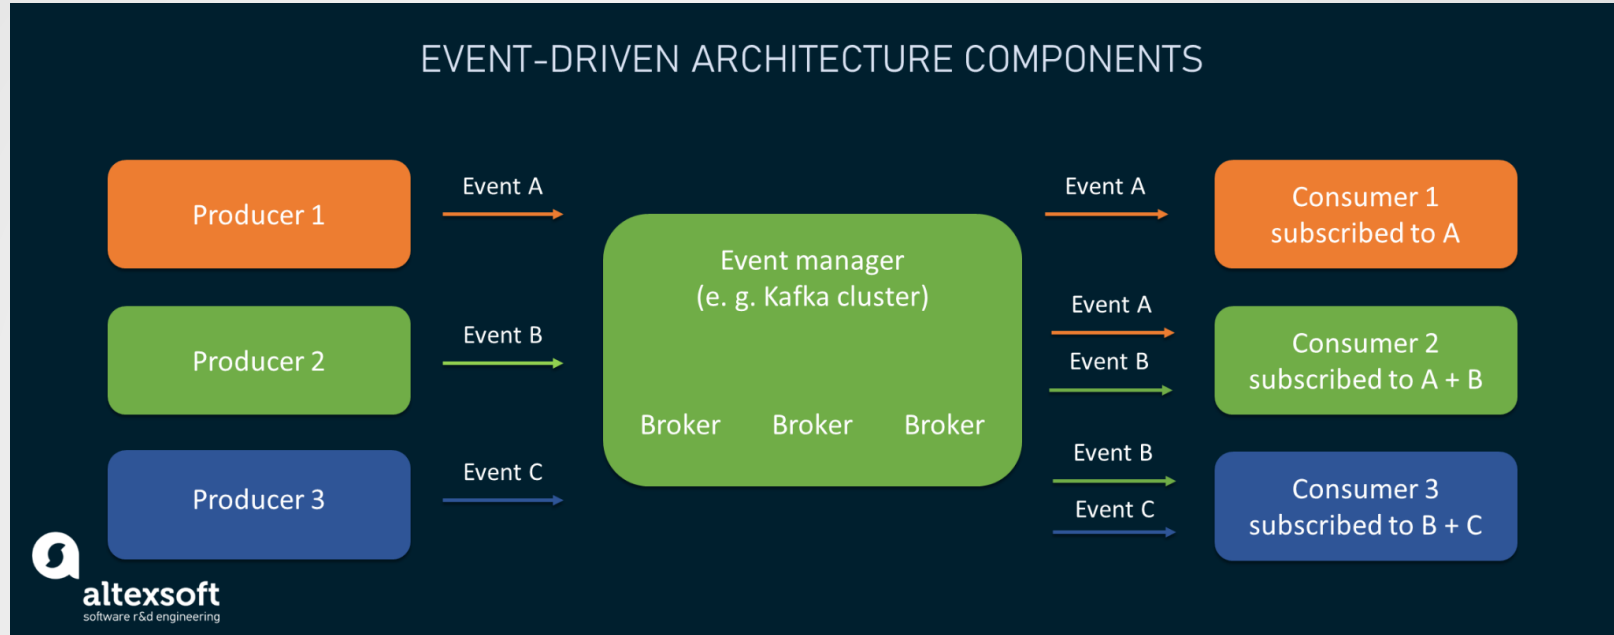 EVENT-DRIVEN ARCHITECTURE COMPONENTS
Producer 1
Event A
Producer 2
Event B
Producer 3
Event C
Event manager
(e. g. Kafka cluster)
Broker Broker Broker
Event A
Consumer 1
subscribed to A
Event A
Event B
Consumer 2
subscribed to A + B
Event B
Event C
Consumer 3
subscribed to B + C
altexsoft
software r&d engineering